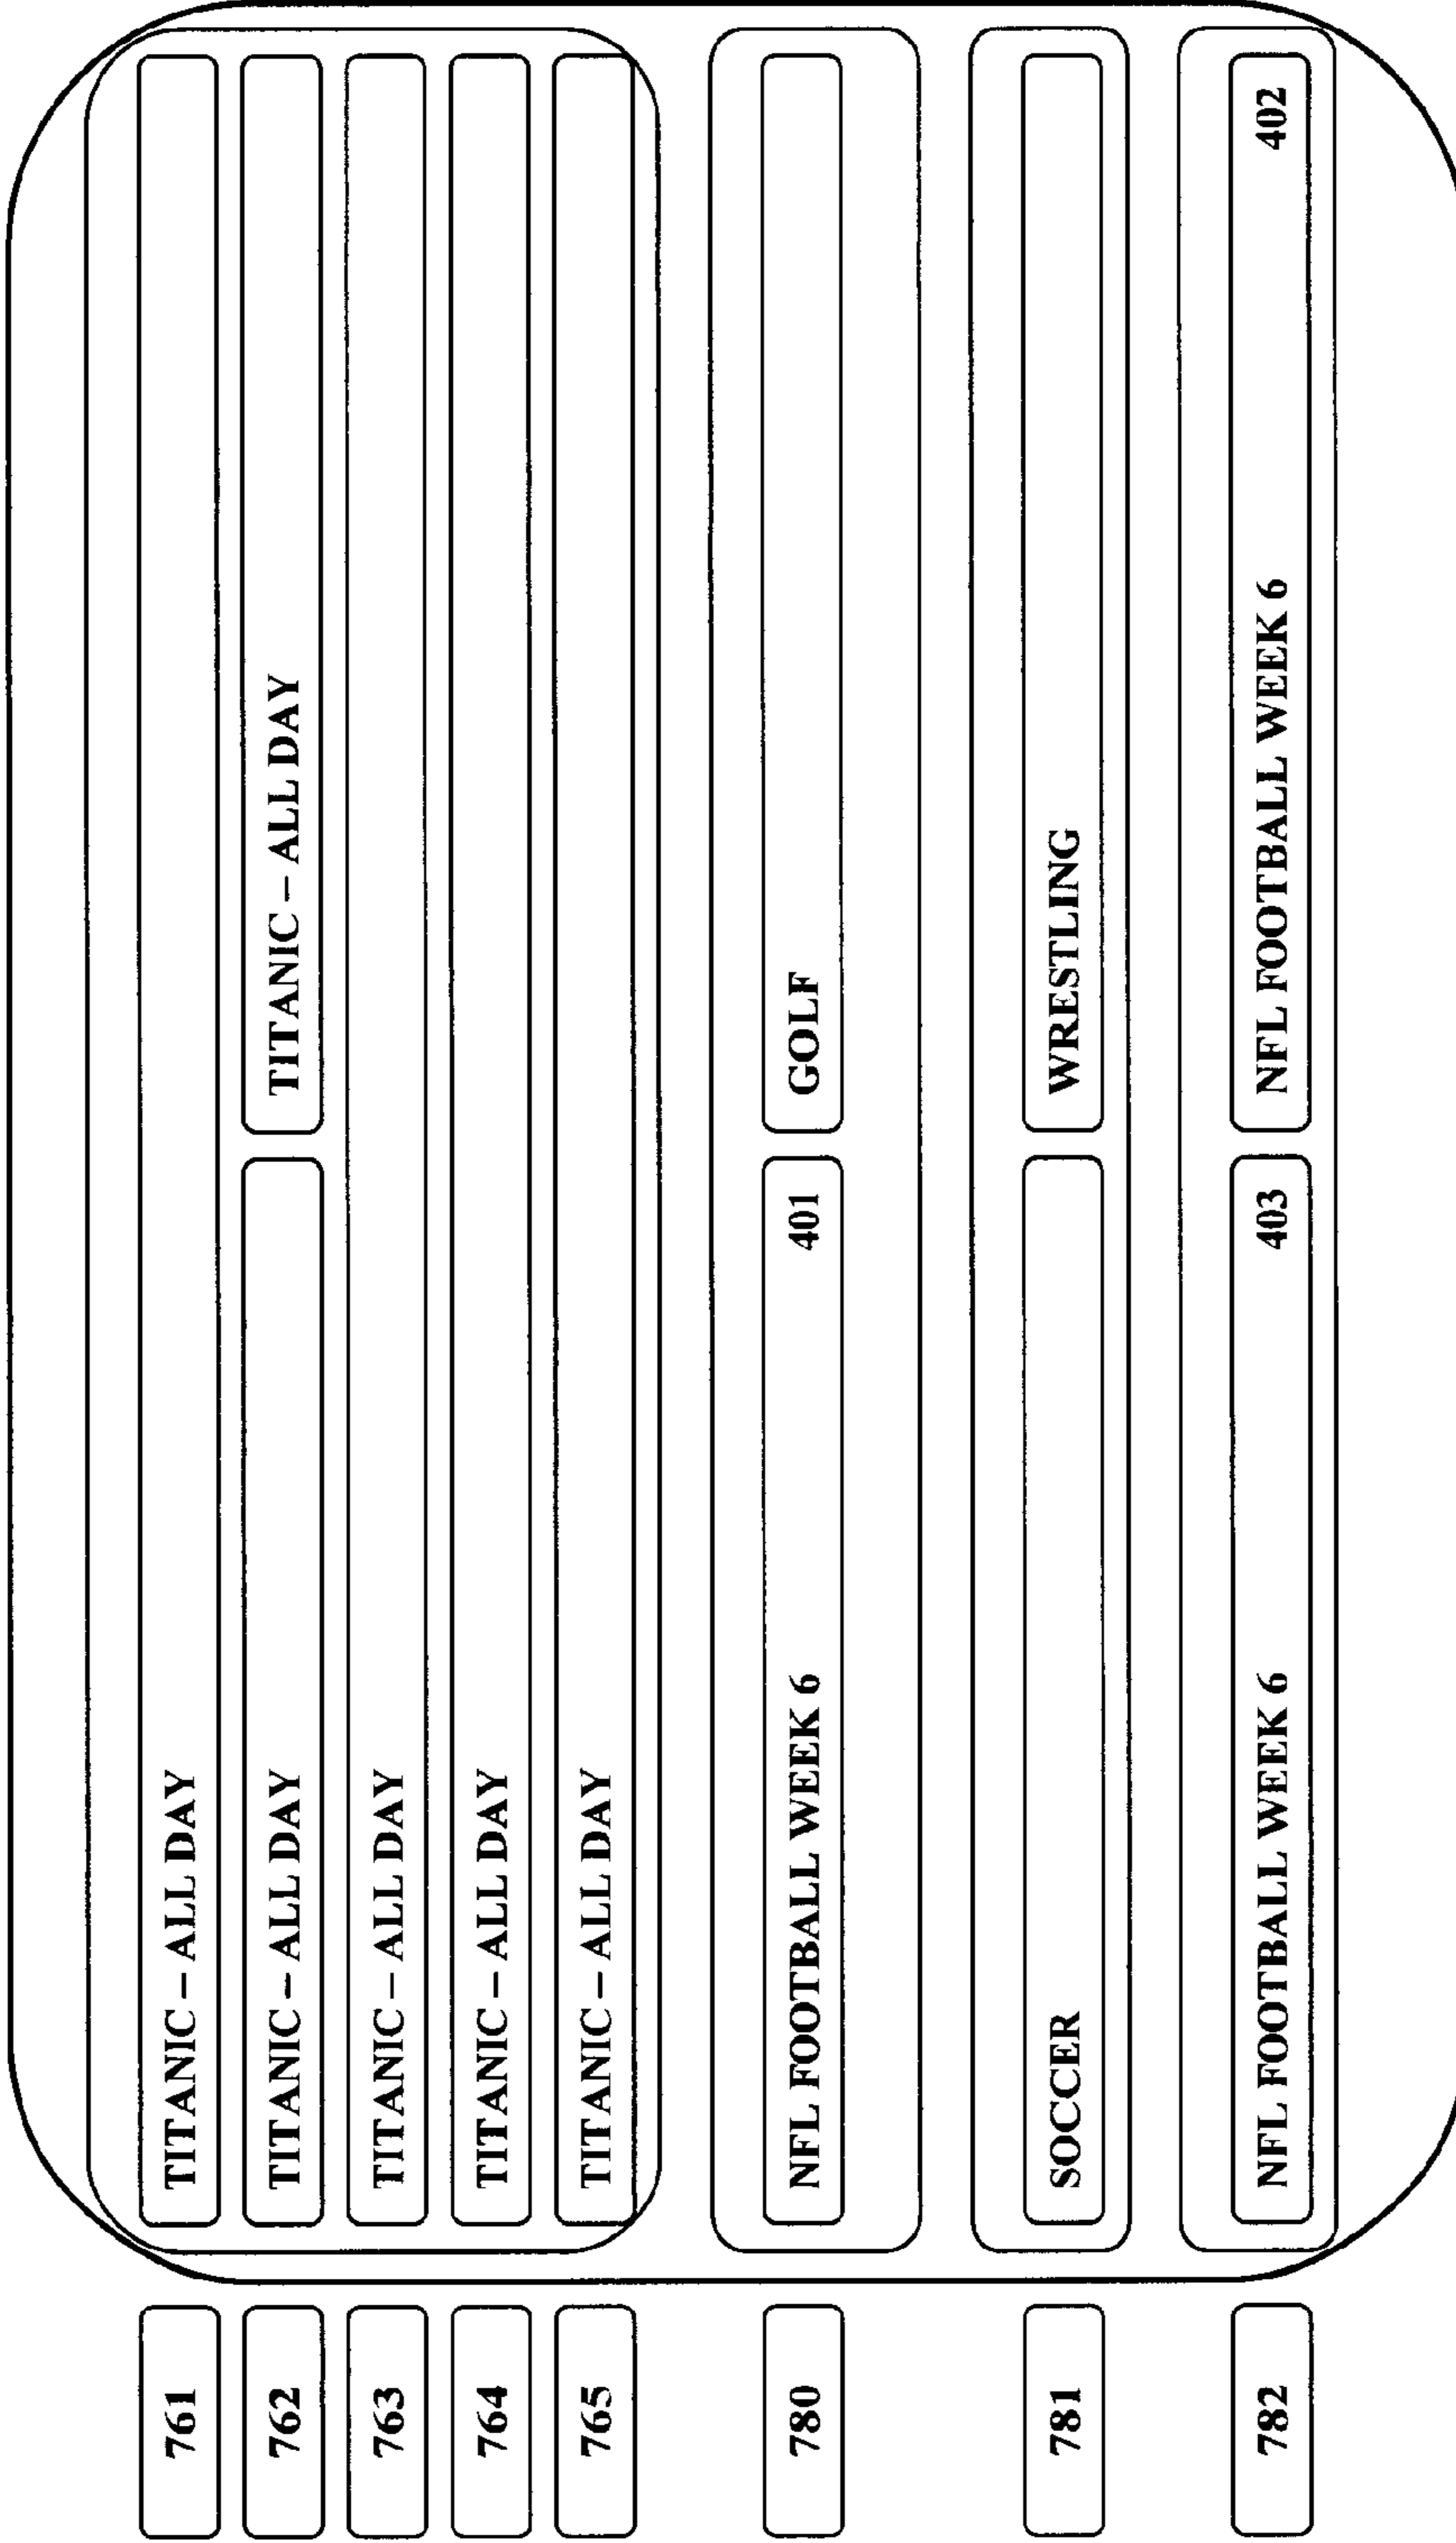 761 TITANIC – ALL DAY
762 TITANIC – ALL DAY TITANIC – ALL DAY
763 TITANIC – ALL DAY
764 TITANIC – ALL DAY
765 TITANIC – ALL DAY
780 NFL FOOTBALL WEEK 6 401 GOLF
781 SOCCER WRESTLING
782 NFL FOOTBALL WEEK 6 403 NFL FOOTBALL WEEK 6 402